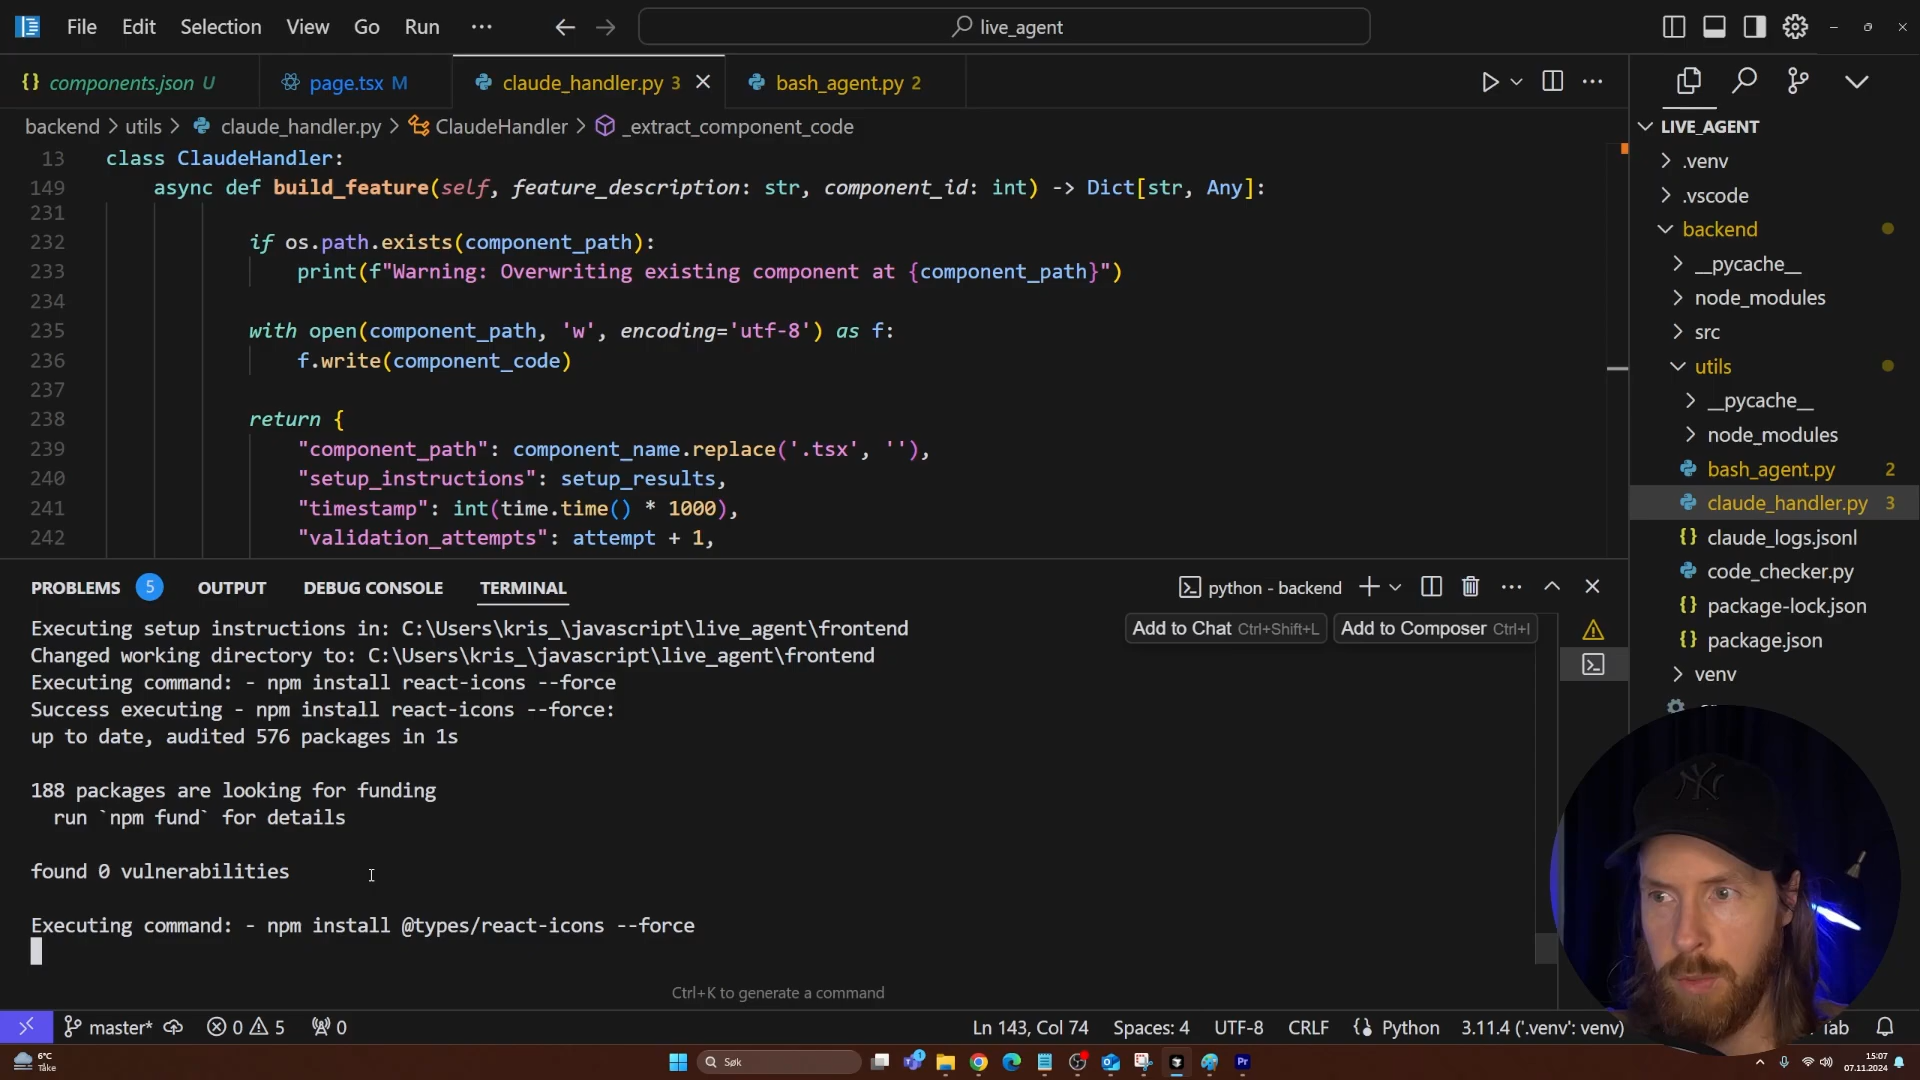 File Edit Selection View Go Run ··· live_agent
components.json U page.tsx M claude_handler.py 3 bash_agent.py 2
backend > utils > claude_handler.py > ClaudeHandler > _extract_component_code
13 class ClaudeHandler:
149 async def build_feature(self, feature_description: str, component_id: int) -> Dict[str, Any]:
231
232 if os.path.exists(component_path):
233 print(f"Warning: Overwriting existing component at {component_path}")
234
235 with open(component_path, 'w', encoding='utf-8') as f:
236 f.write(component_code)
237
238 return {
239 "component_path": component_name.replace('.tsx', ''),
240 "setup_instructions": setup_results,
241 "timestamp": int(time.time() * 1000),
242 "validation_attempts": attempt + 1,
LIVE_AGENT
.venv
.vscode
backend
__pycache__
node_modules
src
utils
__pycache__
node_modules
bash_agent.py 2
claude_handler.py 3
claude_logs.jsonl
code_checker.py
package-lock.json
package.json
venv
PROBLEMS 5 OUTPUT DEBUG CONSOLE TERMINAL python - backend
Add to Chat Ctrl+Shift+L Add to Composer Ctrl+I
Executing setup instructions in: C:\Users\kris_\javascript\live_agent\frontend
Changed working directory to: C:\Users\kris_\javascript\live_agent\frontend
Executing command: - npm install react-icons --force
Success executing - npm install react-icons --force:
up to date, audited 576 packages in 1s
188 packages are looking for funding
run `npm fund` for details
found 0 vulnerabilities
Executing command: - npm install @types/react-icons --force
Ctrl+K to generate a command
master* 0 5 0 Ln 143, Col 74 Spaces: 4 UTF-8 CRLF Python 3.11.4 ('.venv': venv) Tab
6°C
Tåke
Søk
15:07
07.11.2024